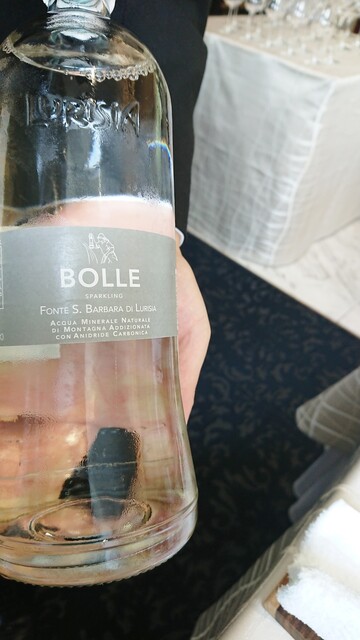 LURISIA
BOLLE
SPARKLING
FONTE S. BARBARA DI LURISIA
ACQUA MINERALE NATURALE
DI MONTAGNA ADDIZIONATA
CON ANIDRIDE CARBONICA